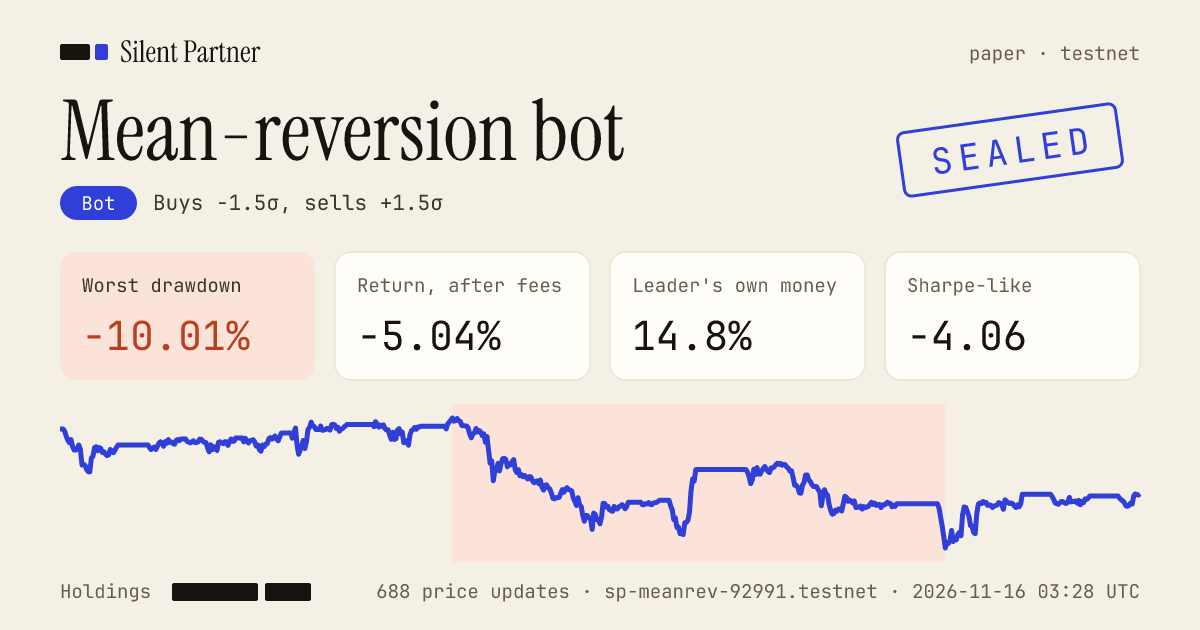 Silent Partner
paper · testnet
Mean-reversion bot
SEALED
Bot
Buys -1.5σ, sells +1.5σ
Worst drawdown
-10.01%
Return, after fees
-5.04%
Leader's own money
14.8%
Sharpe-like
-4.06
Holdings
688 price updates · sp-meanrev-92991.testnet · 2026-11-16 03:28 UTC